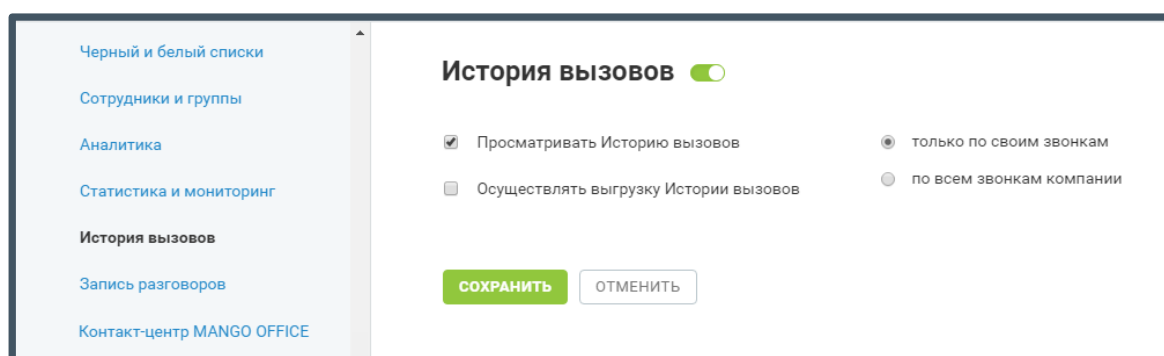 Черный и белый списки
Сотрудники и группы
Аналитика
Статистика и мониторинг
История вызовов
Запись разговоров
Контакт-центр MANGO OFFICE
История вызовов
Просматривать Историю вызовов
только по своим звонкам
Осуществлять выгрузку Истории вызовов
по всем звонкам компании
СОХРАНИТЬ
ОТМЕНИТЬ